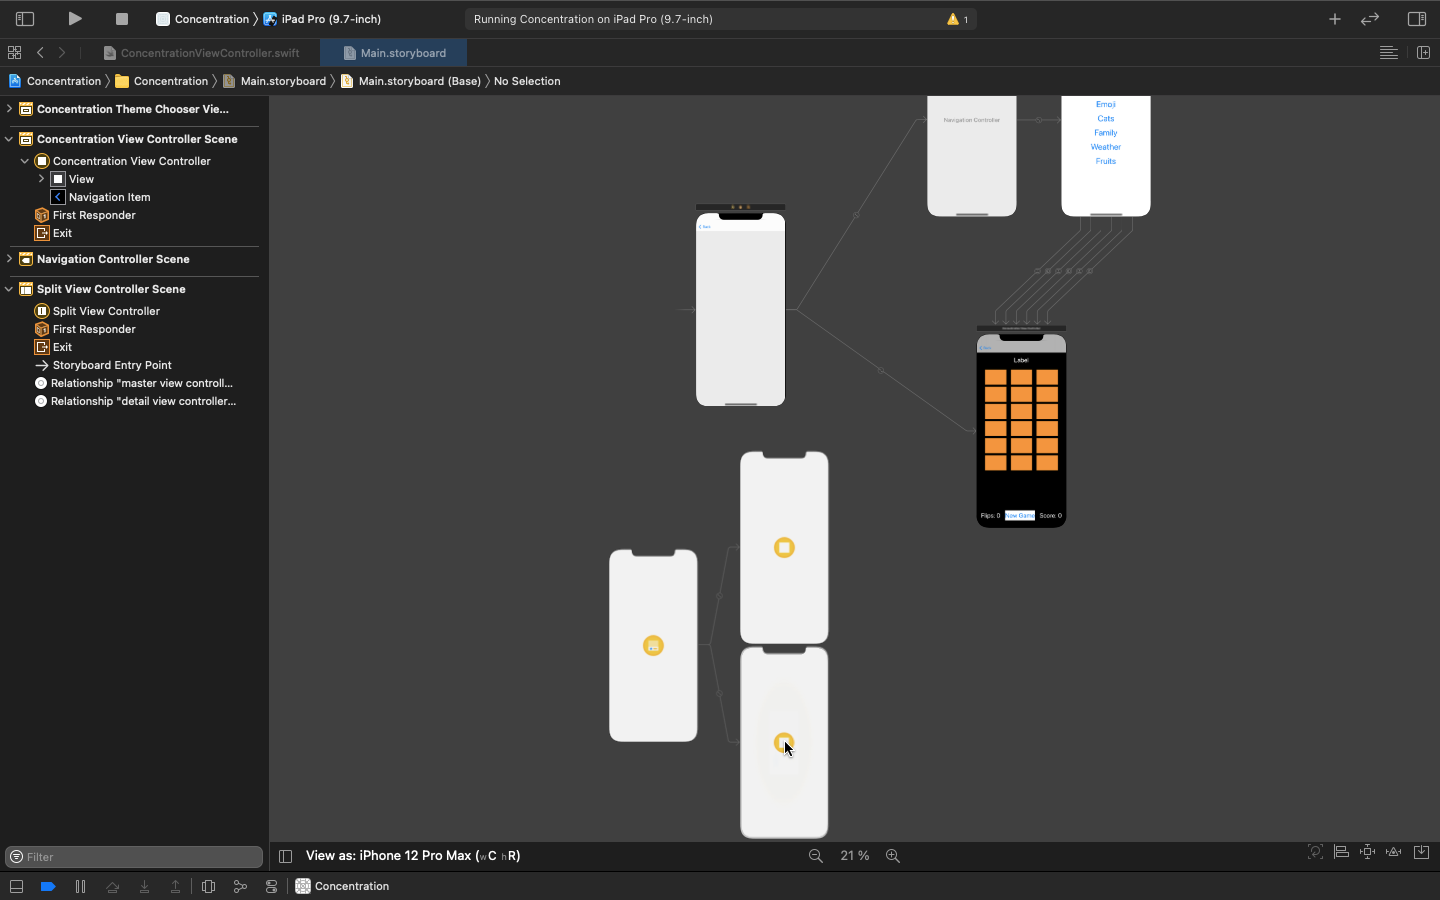 Concentration
iPad Pro (9.7-inch)
Running Concentration on iPad Pro (9.7-inch)
1
ConcentrationViewController.swift
Main.storyboard
Concentration
Concentration
Main.storyboard
Main.storyboard (Base)
No Selection
Concentration Theme Chooser Vie...
Concentration View Controller Scene
Concentration View Controller
View
Navigation Item
First Responder
Exit
Navigation Controller Scene
Split View Controller Scene
Split View Controller
First Responder
Exit
Storyboard Entry Point
Relationship "master view controll...
Relationship "detail view controller...
Navigation Controller
Emoji
Cats
Family
Weather
Fruits
Back
Label
Flips: 0
New Game
Score: 0
Filter
View as: iPhone 12 Pro Max (wC hR)
21 %
Concentration